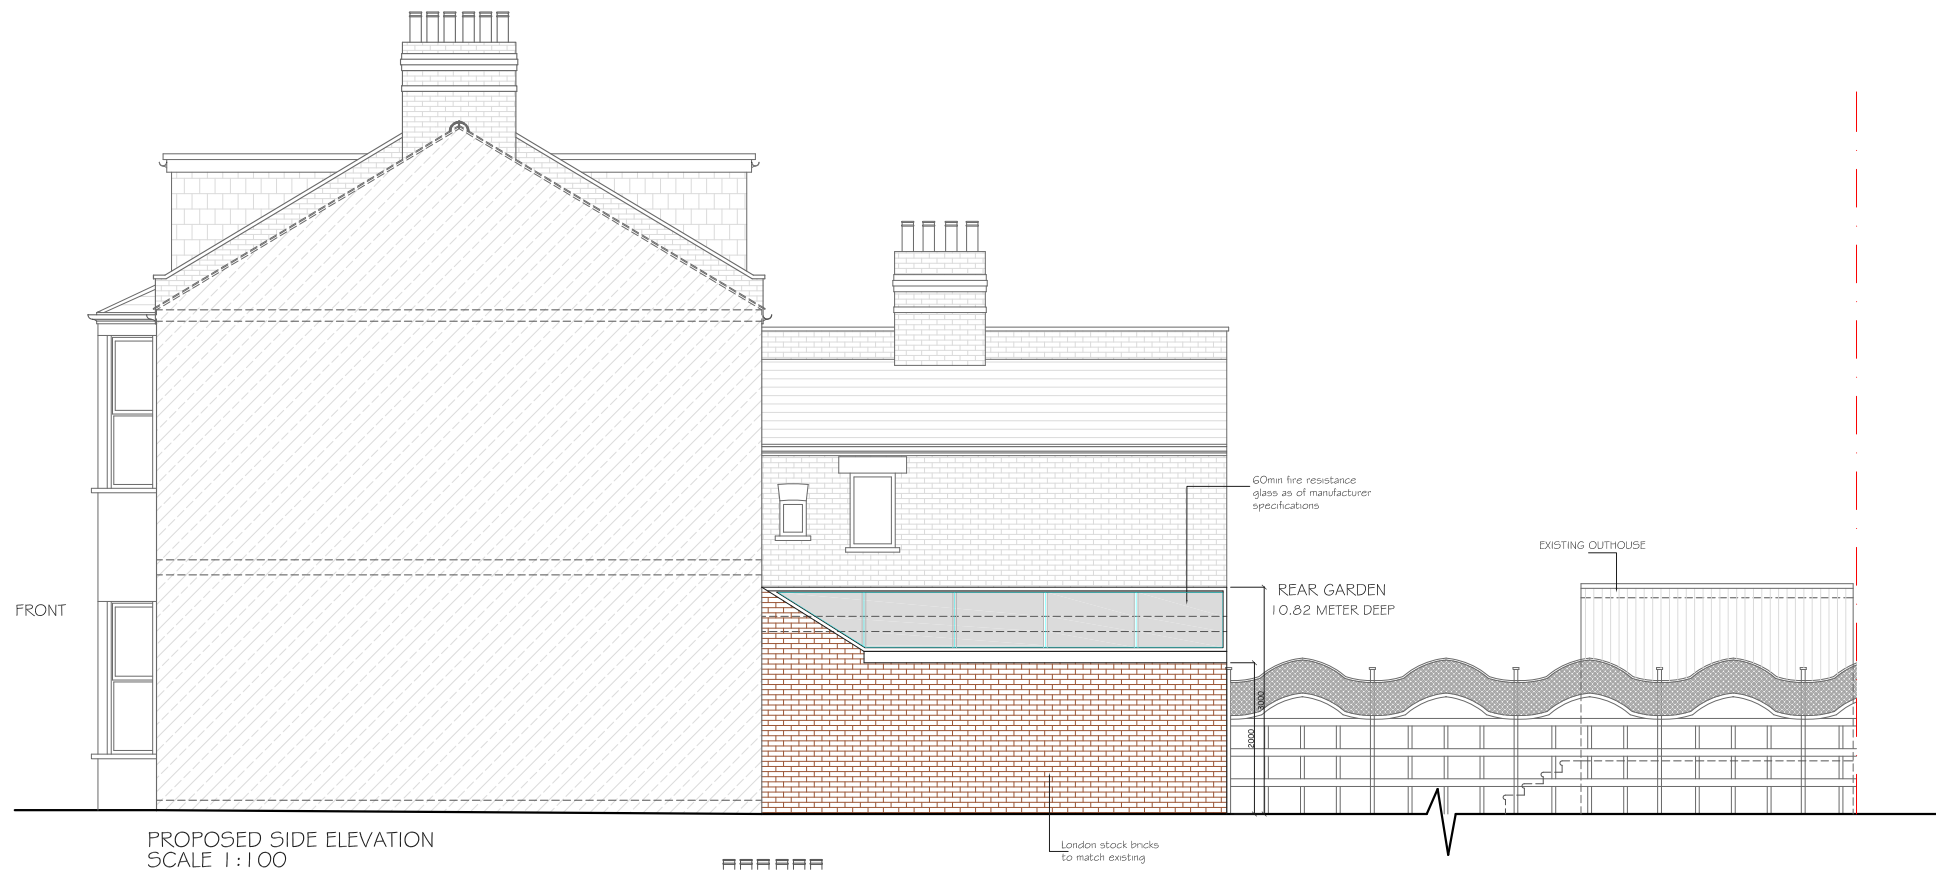 60min fire resistance
glass as of manufacturer
specifications
EXISTING OUTHOUSE
REAR GARDEN
10.82 METER DEEP
FRONT
3000
2000
PROPOSED SIDE ELEVATION
SCALE 1:100
London stock bricks
to match existing